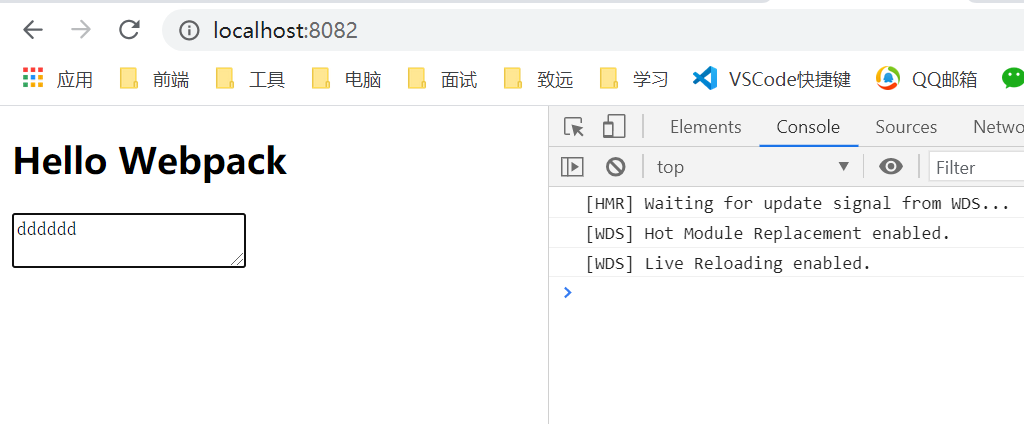 localhost:8082
应用 前端 工具 电脑 面试 致远 学习 VSCode快捷键 QQ邮箱
Elements Console Sources Netwo
top Filter
Hello Webpack
dddddd
[HMR] Waiting for update signal from WDS...
[WDS] Hot Module Replacement enabled.
[WDS] Live Reloading enabled.